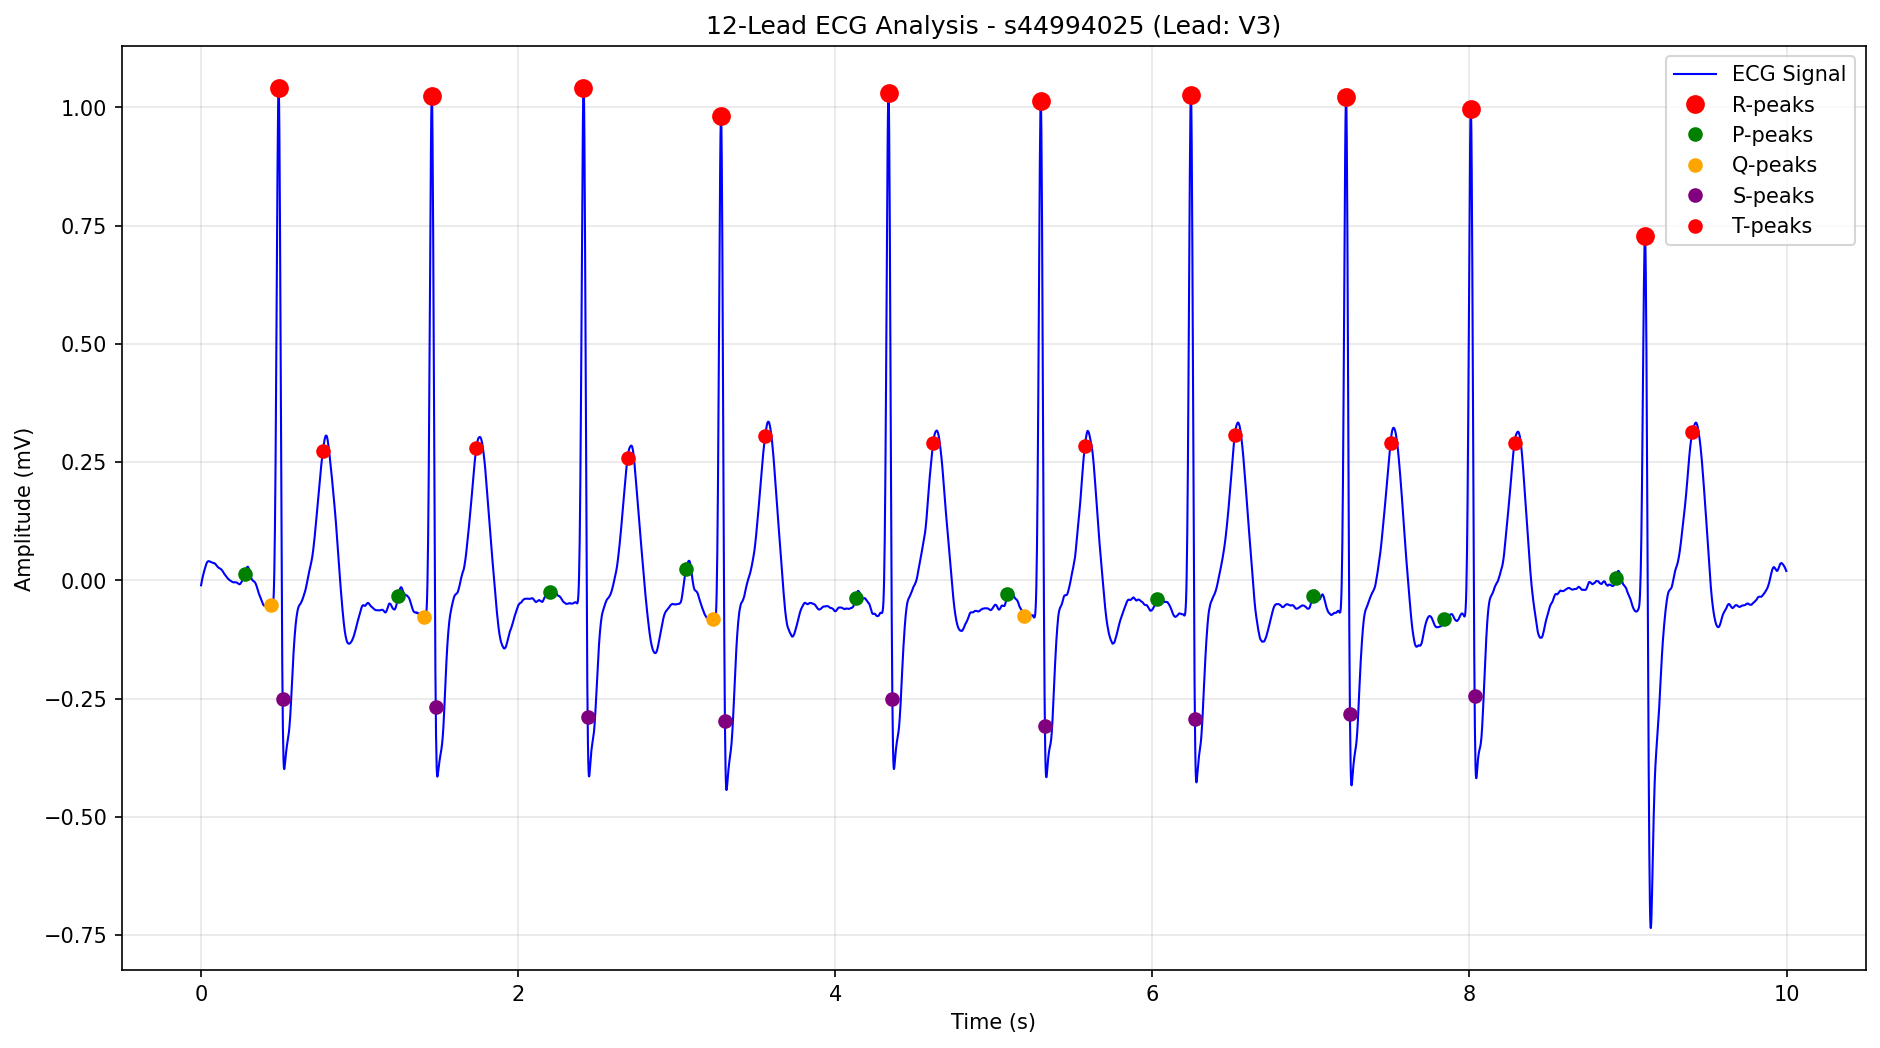 12-Lead ECG Analysis - s44994025 (Lead: V3)
ECG Signal
R-peaks
P-peaks
Q-peaks
S-peaks
T-peaks
Amplitude (mV)
1.00
0.75
0.50
0.25
0.00
−0.25
−0.50
−0.75
0 2 4 6 8 10
Time (s)